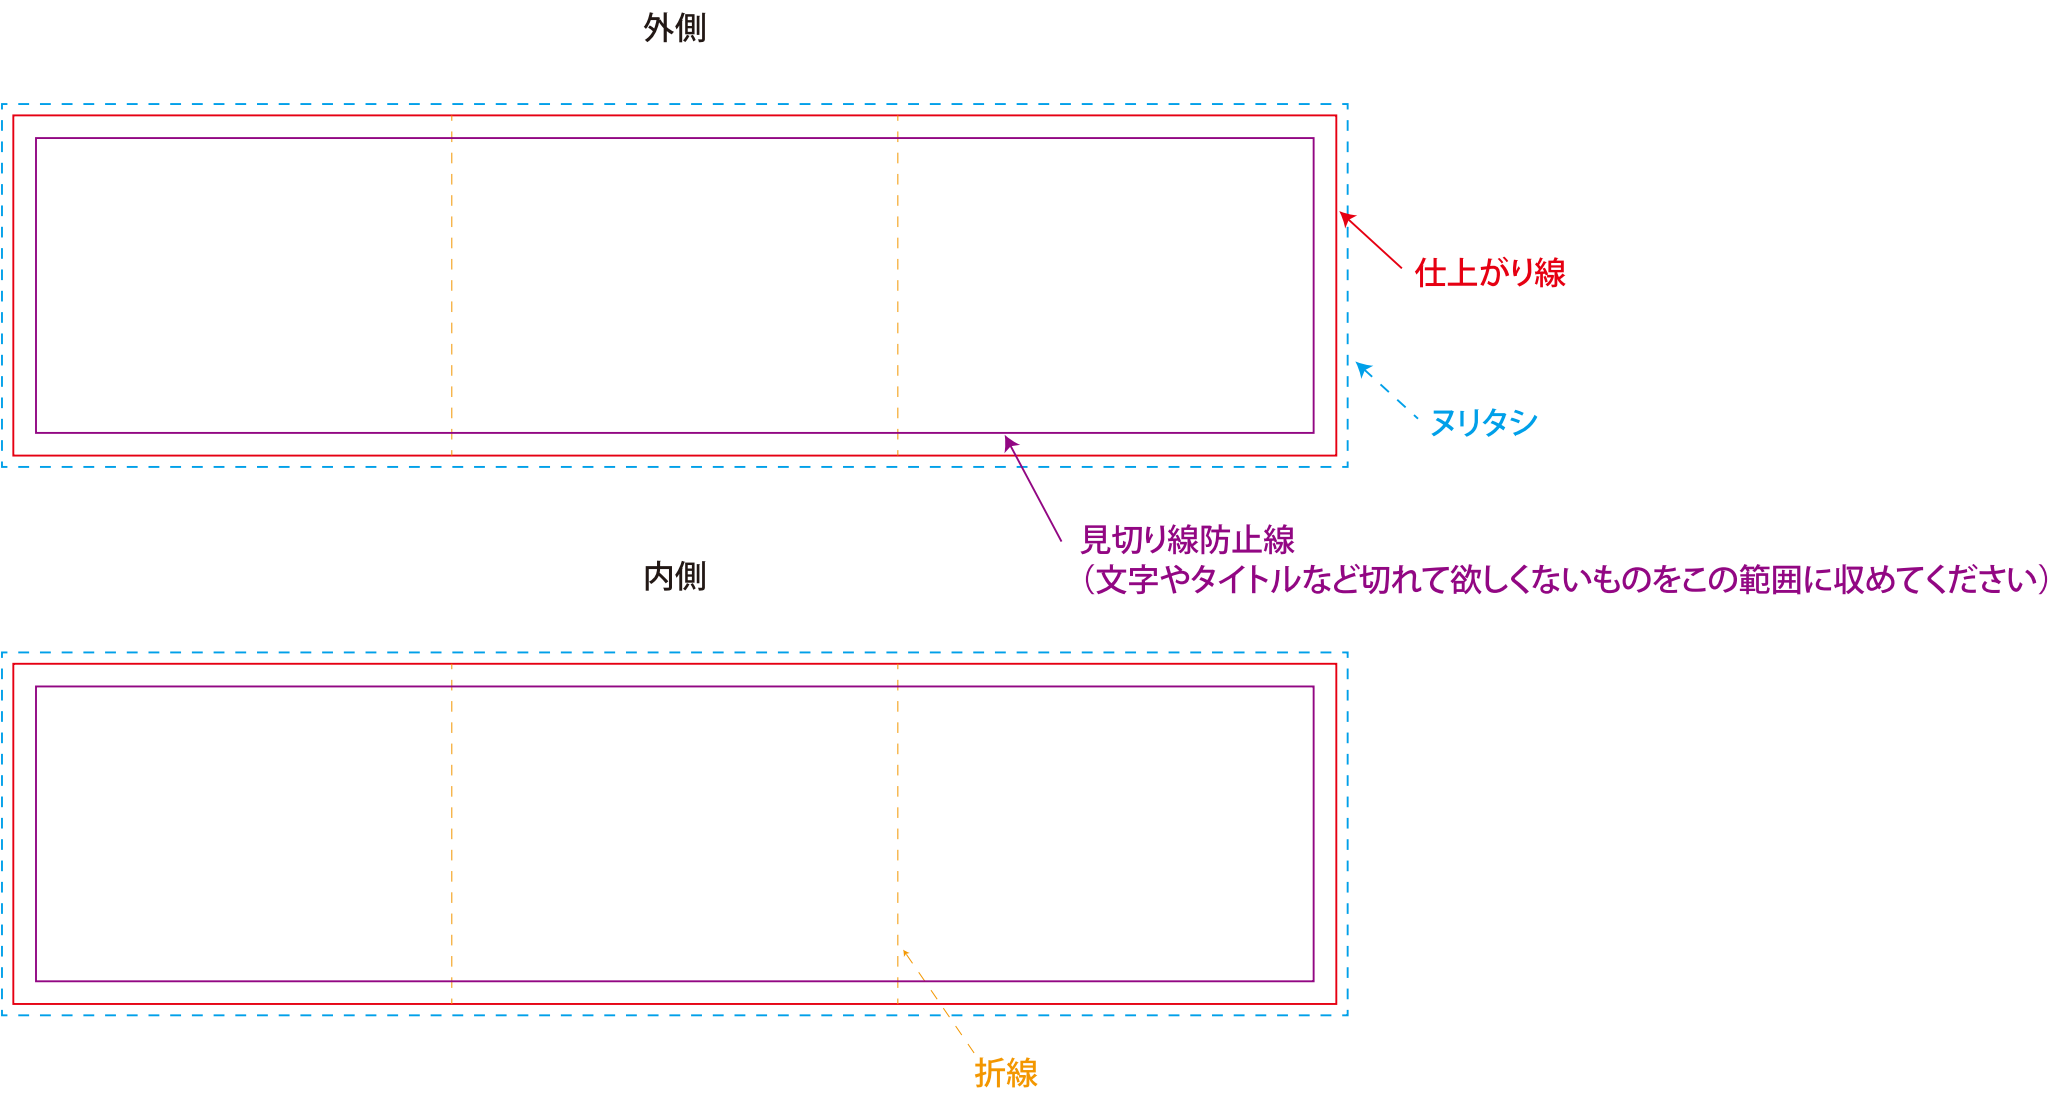 外側
仕上がり線
ヌリタシ
見切り線防止線
（文字やタイトルなど切れて欲しくないものをこの範囲に収めてください）
内側
折線